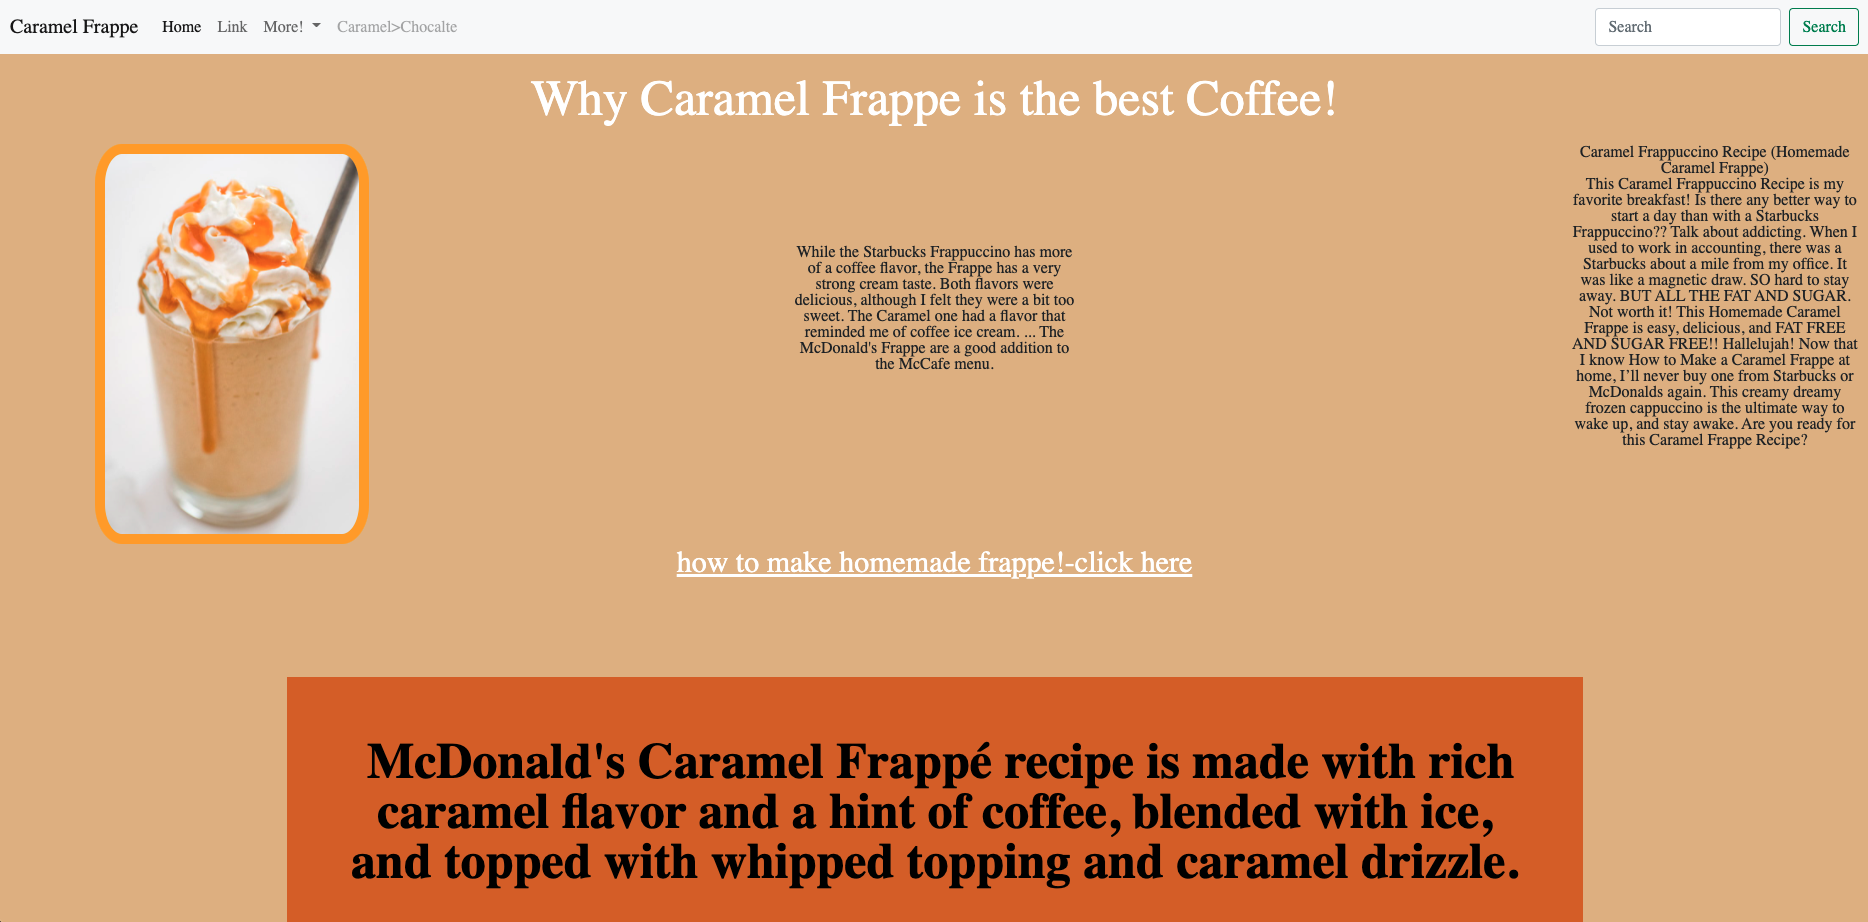 Caramel Frappe Home Link More! Caramel>Chocalte Search Search
Why Caramel Frappe is the best Coffee!
While the Starbucks Frappuccino has more
of a coffee flavor, the Frappe has a very
strong cream taste. Both flavors were
delicious, although I felt they were a bit too
sweet. The Caramel one had a flavor that
reminded me of coffee ice cream. ... The
McDonald's Frappe are a good addition to
the McCafe menu.
Caramel Frappuccino Recipe (Homemade
Caramel Frappe)
This Caramel Frappuccino Recipe is my
favorite breakfast! Is there any better way to
start a day than with a Starbucks
Frappuccino?? Talk about addicting. When I
used to work in accounting, there was a
Starbucks about a mile from my office. It
was like a magnetic draw. SO hard to stay
away. BUT ALL THE FAT AND SUGAR.
Not worth it! This Homemade Caramel
Frappe is easy, delicious, and FAT FREE
AND SUGAR FREE!! Hallelujah! Now that
I know How to Make a Caramel Frappe at
home, I’ll never buy one from Starbucks or
McDonalds again. This creamy dreamy
frozen cappuccino is the ultimate way to
wake up, and stay awake. Are you ready for
this Caramel Frappe Recipe?
how to make homemade frappe!-click here
McDonald's Caramel Frappé recipe is made with rich
caramel flavor and a hint of coffee, blended with ice,
and topped with whipped topping and caramel drizzle.